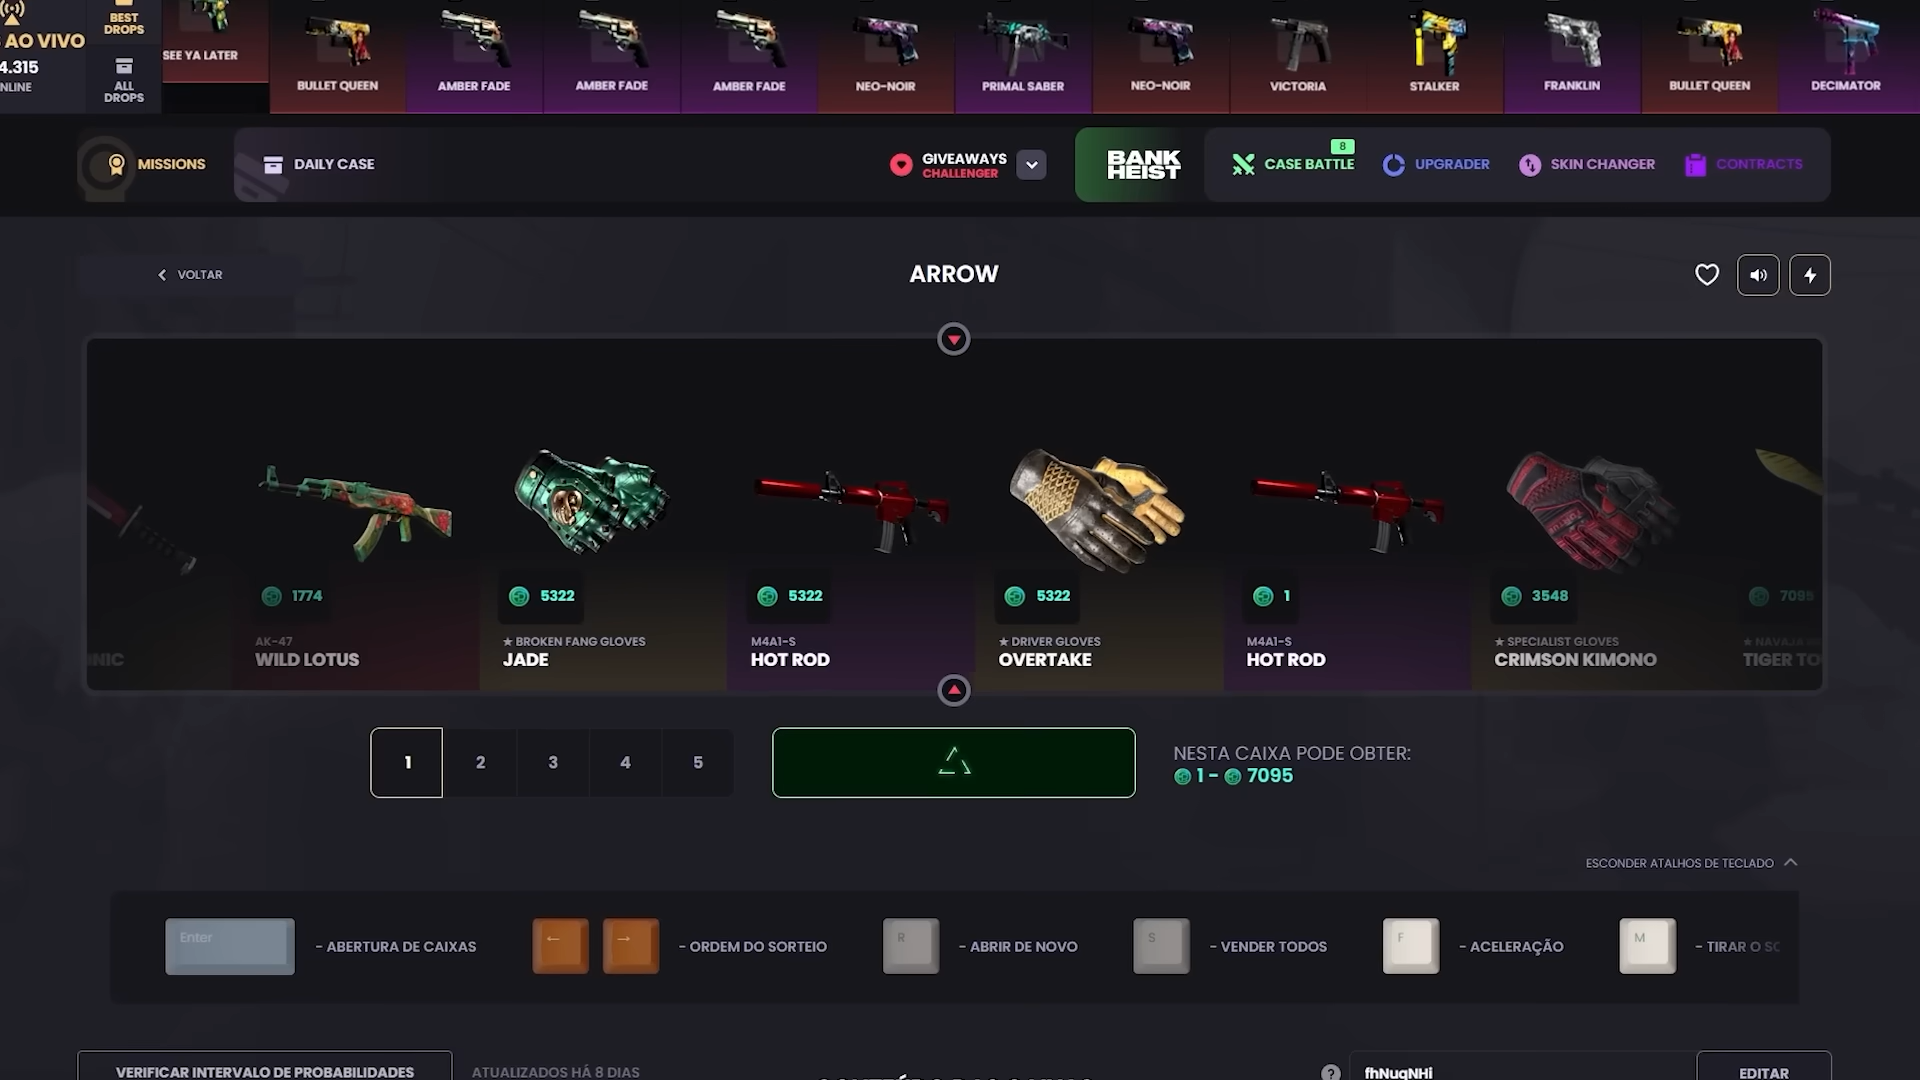 AO VIVO
4.315
NLINE
BEST
DROPS
ALL
DROPS
SEE YA LATER
BULLET QUEEN
AMBER FADE
AMBER FADE
AMBER FADE
NEO-NOIR
PRIMAL SABER
NEO-NOIR
VICTORIA
STALKER
FRANKLIN
BULLET QUEEN
DECIMATOR
MISSIONS
DAILY CASE
GIVEAWAYS
CHALLENGER
BANK
HEIST
CASE BATTLE
8
UPGRADER
SKIN CHANGER
CONTRACTS
VOLTAR
ARROW
NIC
1774
AK-47
WILD LOTUS
5322
★ BROKEN FANG GLOVES
JADE
5322
M4A1-S
HOT ROD
5322
★ DRIVER GLOVES
OVERTAKE
1
M4A1-S
HOT ROD
3548
★ SPECIALIST GLOVES
CRIMSON KIMONO
7095
★ NAVAJA
TIGER TO
1
2
3
4
5
NESTA CAIXA PODE OBTER:
1 - 7095
ESCONDER ATALHOS DE TECLADO
Enter
- ABERTURA DE CAIXAS
← →
- ORDEM DO SORTEIO
R
- ABRIR DE NOVO
S
- VENDER TODOS
F
- ACELERAÇÃO
M
- TIRAR O SO
VERIFICAR INTERVALO DE PROBABILIDADES
ATUALIZADOS HÁ 8 DIAS
?
fhNuqNHi
EDITAR